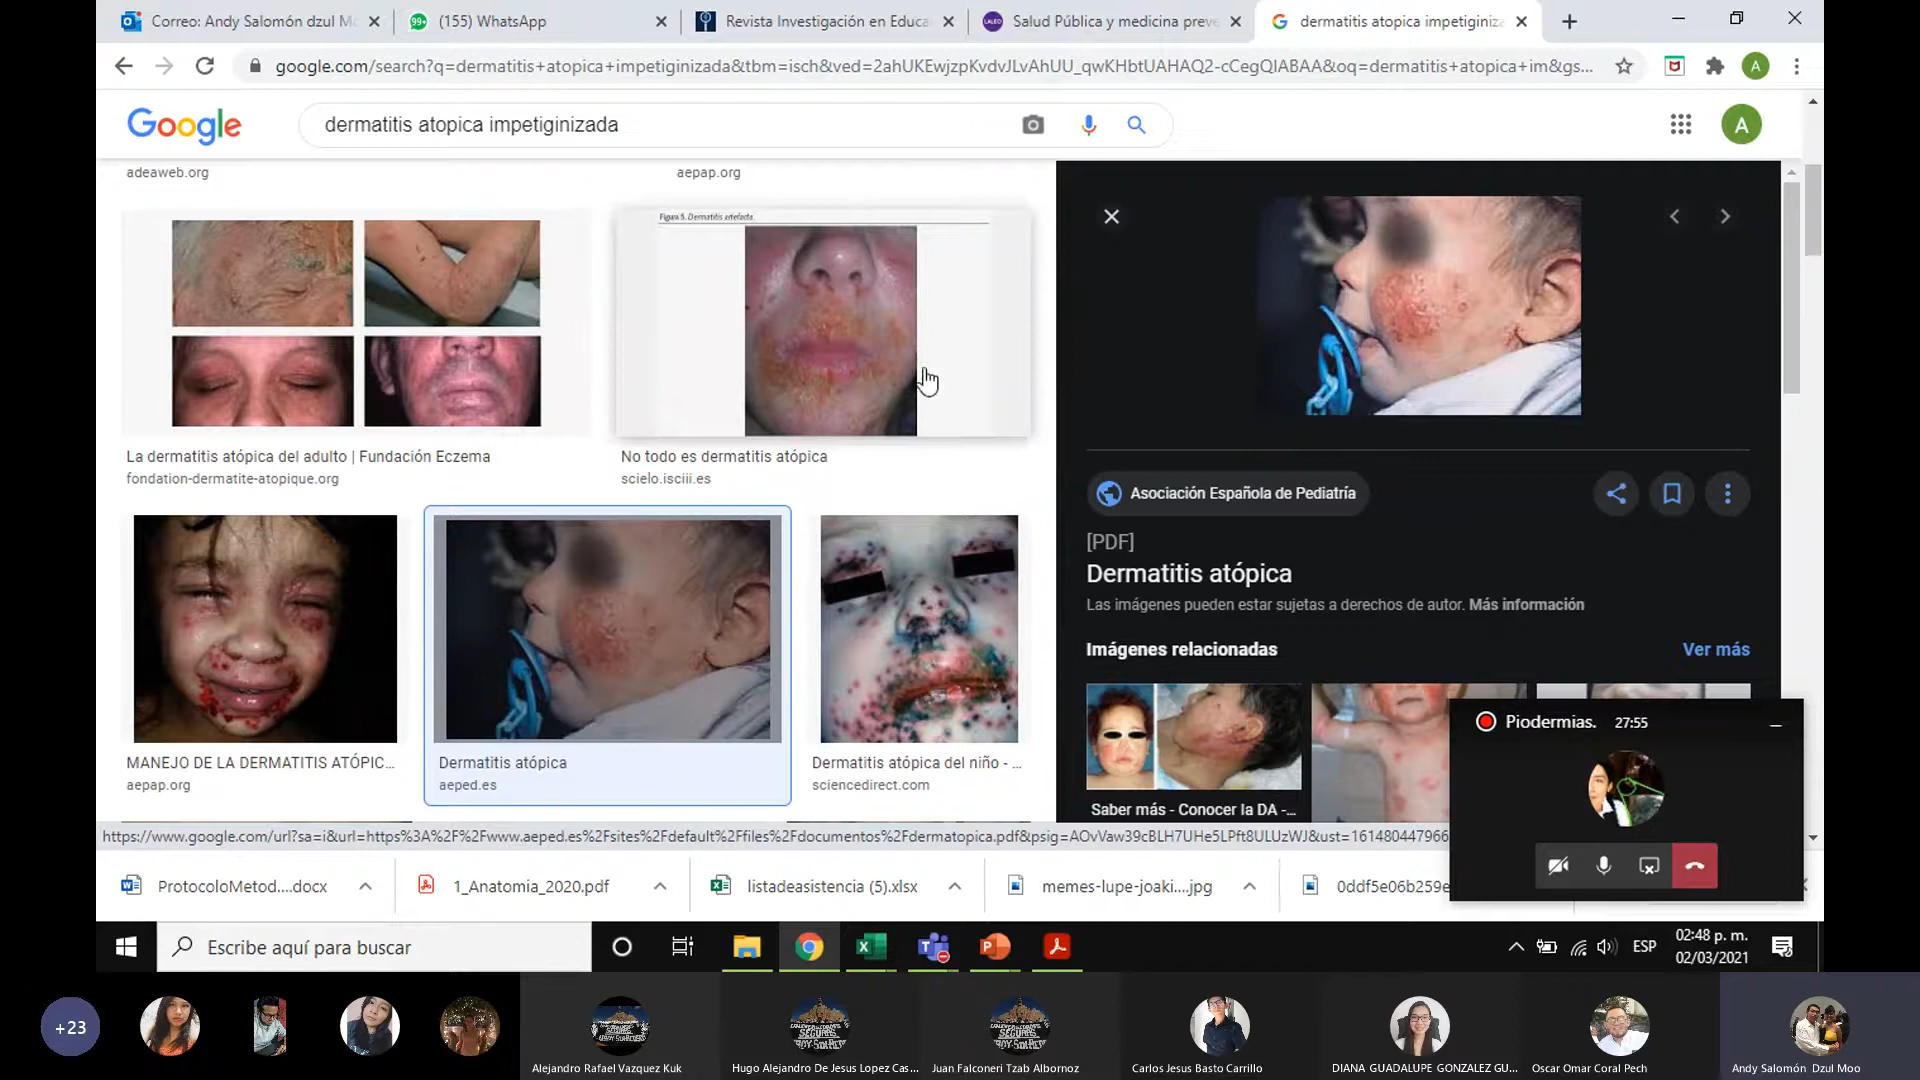 Correo: Andy Salomón dzul Mo
(155) WhatsApp
Revista Investigación en Educa
Salud Pública y medicina preve
dermatitis atopica impetiginiza
google.com/search?q=dermatitis+atopica+impetiginizada&tbm=isch&ved=2ahUKEwjzpKvdvJLvAhUU_qwKHbtUAHAQ2-cCegQIABAA&oq=dermatitis+atopica+im&gs...
A
Google
dermatitis atopica impetiginizada
A
adeaweb.org
aepap.org
Figura 5. Dermatitis artefacta.
La dermatitis atópica del adulto | Fundación Eczema
fondation-dermatite-atopique.org
No todo es dermatitis atópica
scielo.isciii.es
MANEJO DE LA DERMATITIS ATÓPIC...
aepap.org
Dermatitis atópica
aeped.es
Dermatitis atópica del niño - ...
sciencedirect.com
Asociación Española de Pediatría
[PDF]
Dermatitis atópica
Las imágenes pueden estar sujetas a derechos de autor. Más información
Imágenes relacionadas
Ver más
Saber más - Conocer la DA -...
Piodermias.
27:55
https://www.google.com/url?sa=i&url=https%3A%2F%2Fwww.aeped.es%2Fsites%2Fdefault%2Ffiles%2Fdocumentos%2Fdermatopica.pdf&psig=AOvVaw39cBLH7UHe5LPft8ULUzWJ&ust=161480447966
ProtocoloMetod....docx
1_Anatomia_2020.pdf
listadeasistencia (5).xlsx
memes-lupe-joaki....jpg
0ddf5e06b259e
Escribe aquí para buscar
ESP
02:48 p. m.
02/03/2021
+23
Alejandro Rafael Vazquez Kuk
Hugo Alejandro De Jesus Lopez Cas...
Juan Falconeri Tzab Albornoz
Carlos Jesus Basto Carrillo
DIANA GUADALUPE GONZALEZ GU...
Oscar Omar Coral Pech
Andy Salomón Dzul Moo